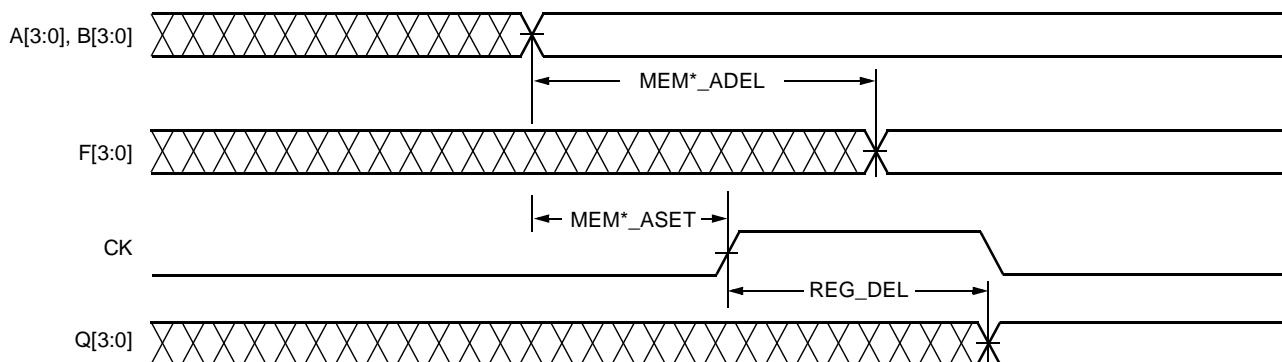 A[3:0], B[3:0]
MEM*_ADEL
F[3:0]
MEM*_ASET
CK
REG_DEL
Q[3:0]